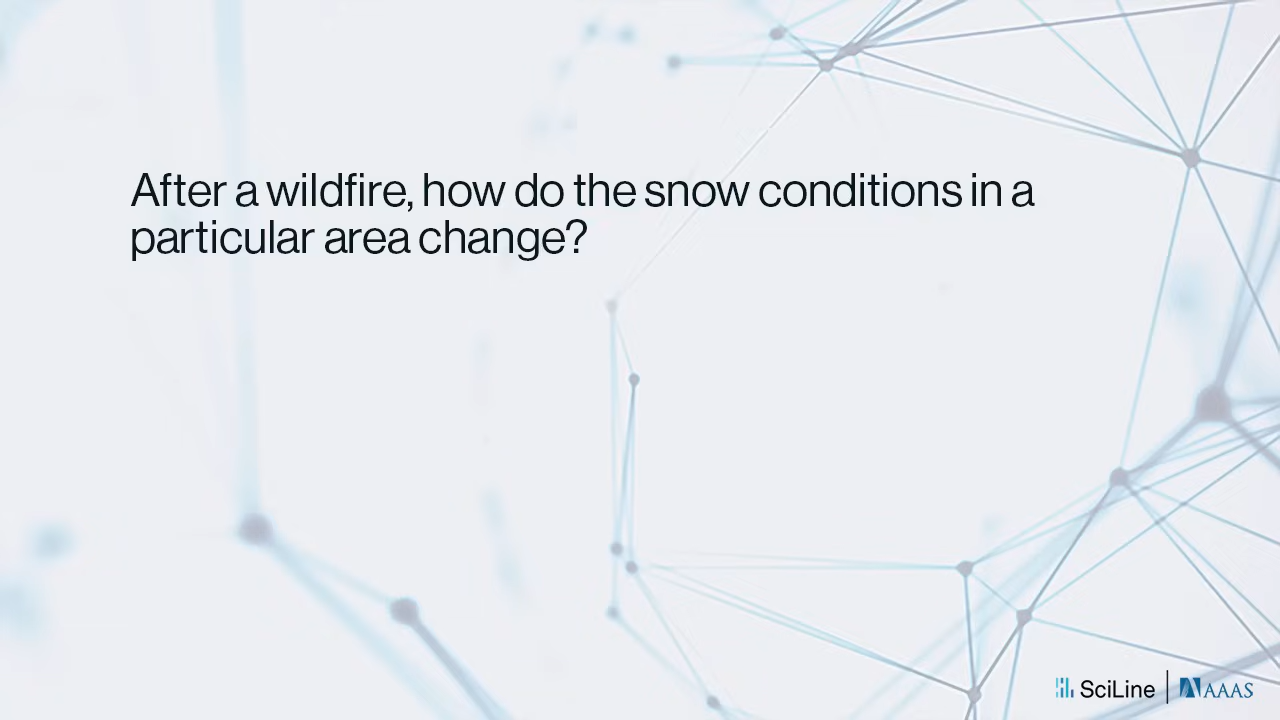 After a wildfire, how do the snow conditions in a
particular area change?
SciLine | AAAS